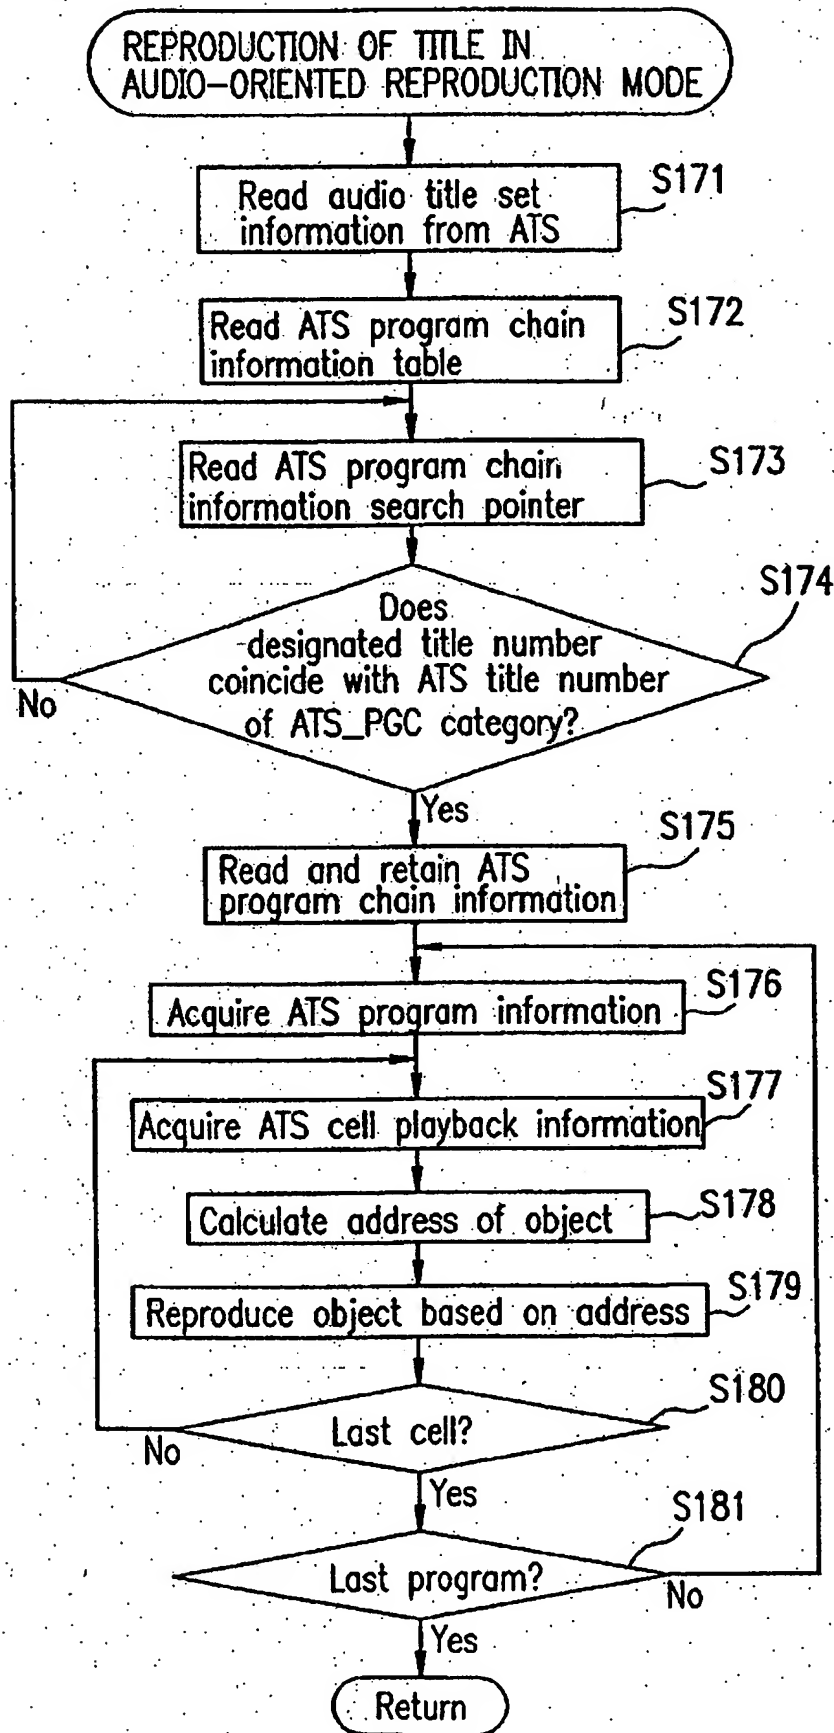 REPRODUCTION OF TITLE IN
AUDIO-ORIENTED REPRODUCTION MODE
S171
Read audio title set
information from ATS
S172
Read ATS program chain
information table
S173
Read ATS program chain
information search pointer
S174
Does
designated title number
coincide with ATS title number
of ATS_PGC category?
No
Yes
S175
Read and retain ATS
program chain information
S176
Acquire ATS program information
S177
Acquire ATS cell playback information
S178
Calculate address of object
S179
Reproduce object based on address
S180
Last cell?
No
Yes
S181
Last program?
No
Yes
Return